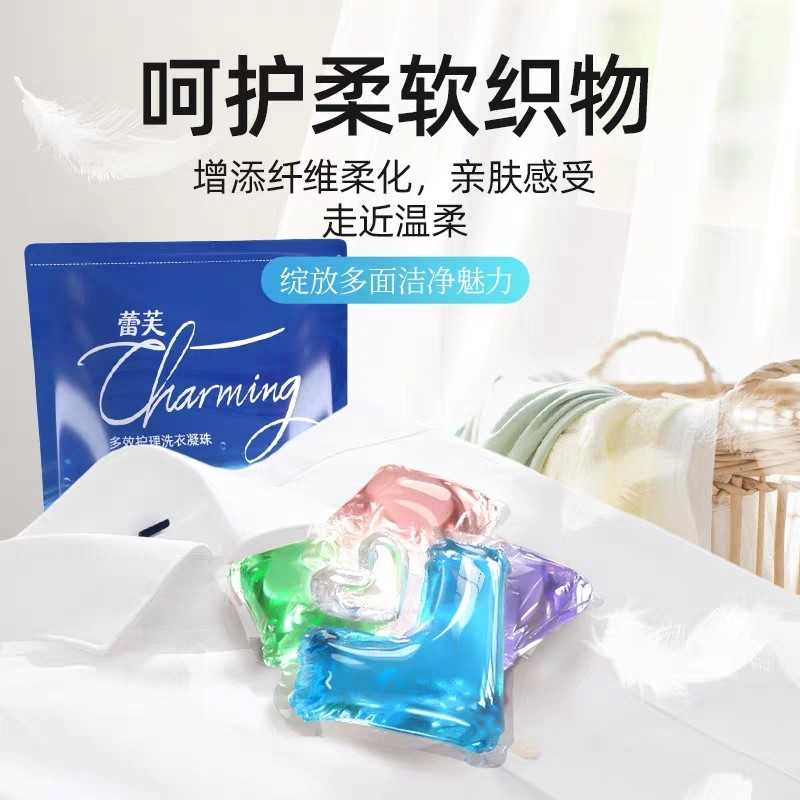 呵护柔软织物
增添纤维柔化，亲肤感受
走近温柔
绽放多面洁净魅力
蕾芙
Charming
多效护理洗衣凝珠